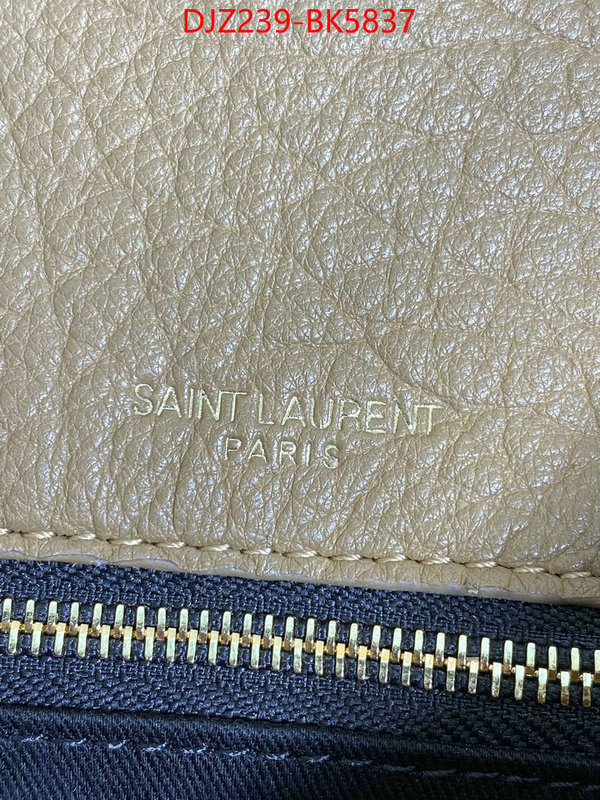 DJZ239-BK5837
SAINT LAURENT
PARIS